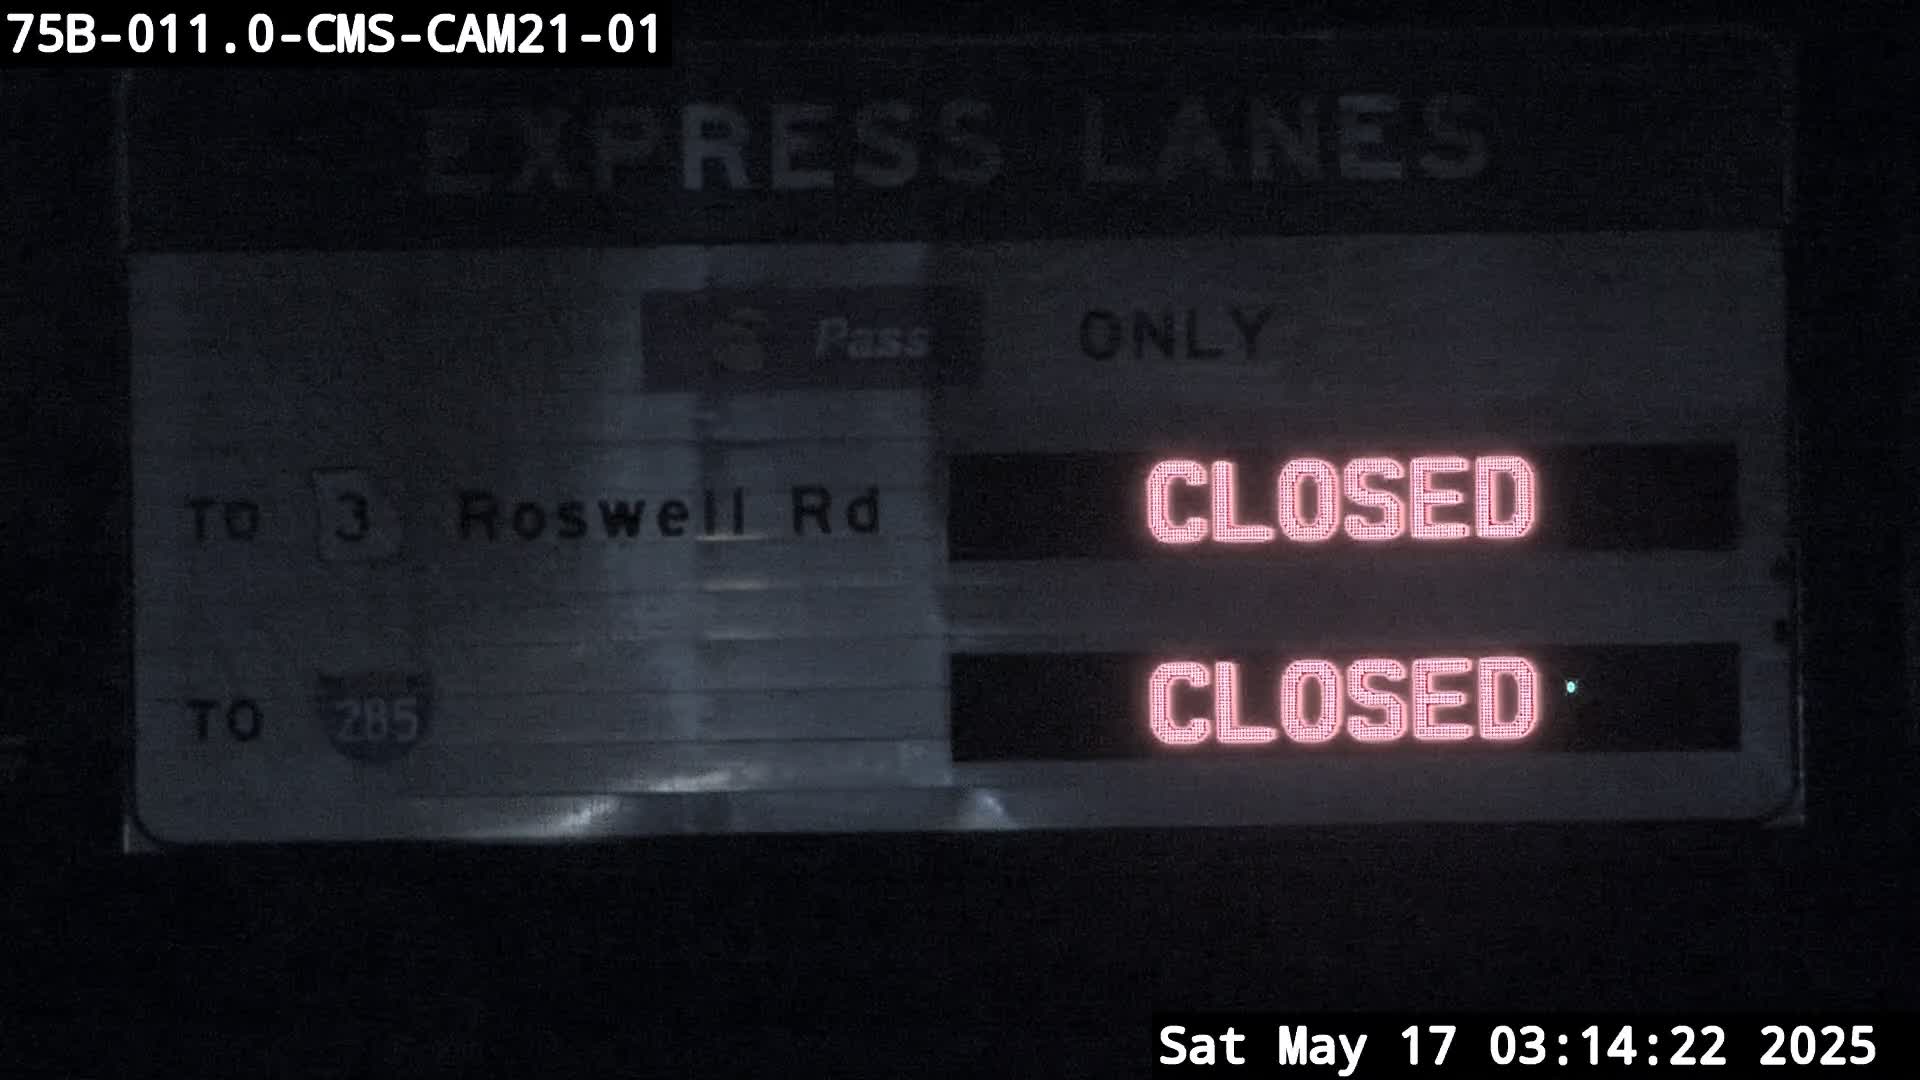 75B-011.0-CMS-CAM21-01
EXPRESS LANES
Pass ONLY
TO 3 Roswell Rd CLOSED
TO 285 CLOSED
Sat May 17 03:14:22 2025